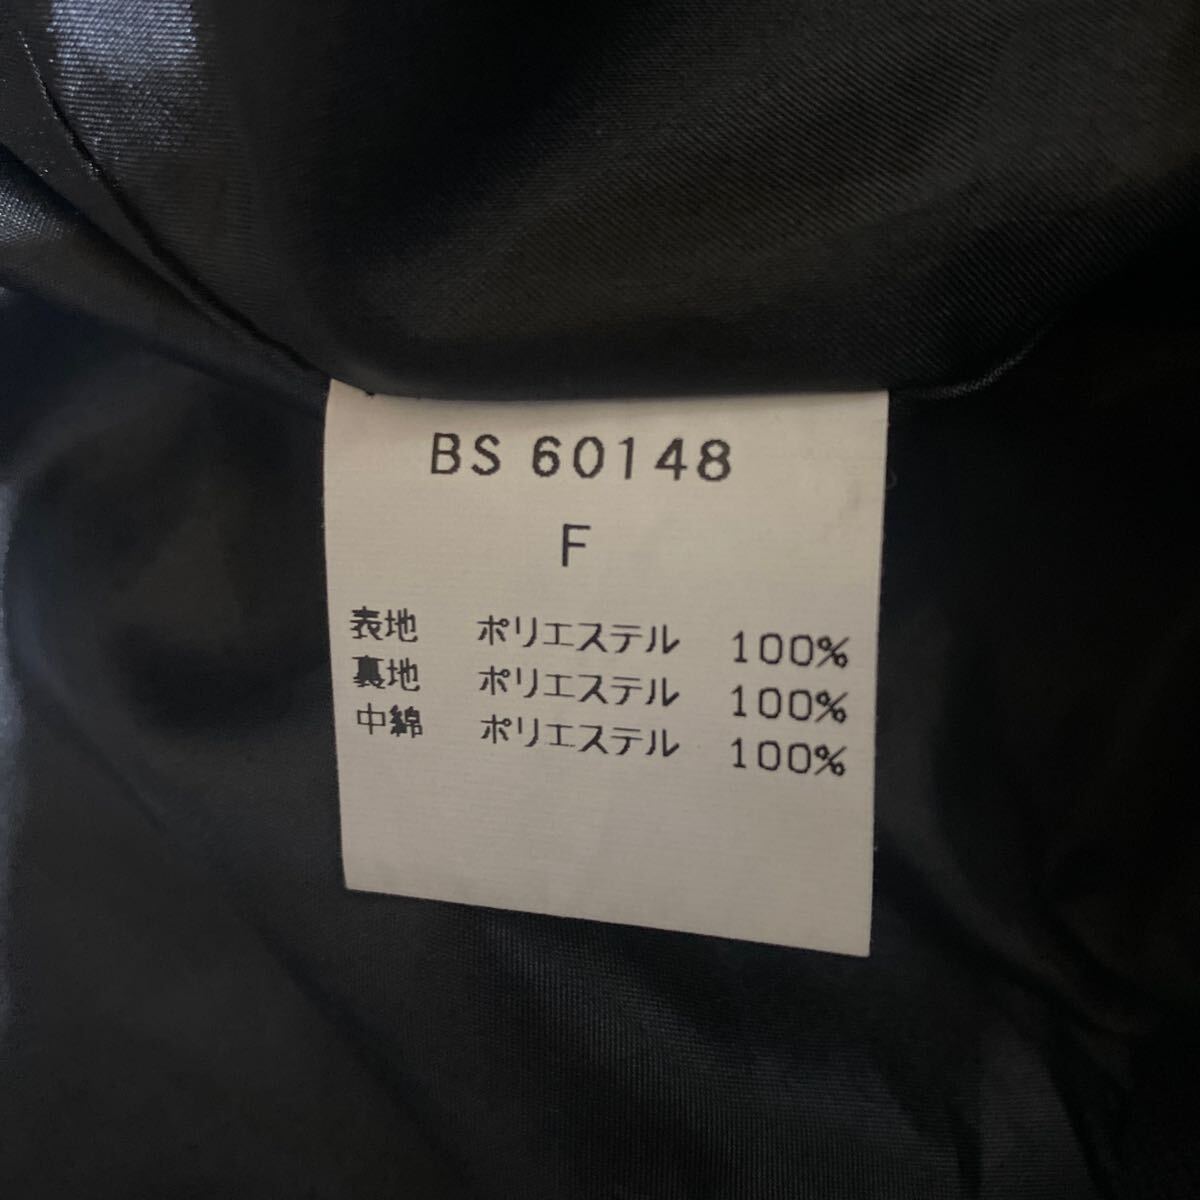 BS 60148
F
表地 ポリエステル 100%
裏地 ポリエステル 100%
中綿 ポリエステル 100%